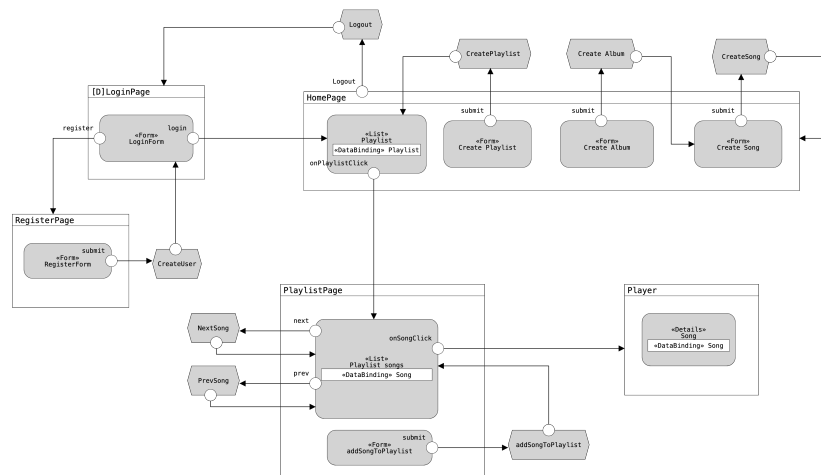 Logout
CreatePlaylist
Create Album
CreateSong
Logout
[D]LoginPage
HomePage
submit
submit
submit
register
login
«Form»
LoginForm
«List»
Playlist
«DataBinding» Playlist
onPlaylistClick
«Form»
Create Playlist
«Form»
Create Album
«Form»
Create Song
RegisterPage
submit
«Form»
RegisterForm
CreateUser
PlaylistPage
Player
next
NextSong
onSongClick
«List»
Playlist songs
«DataBinding» Song
«Details»
Song
«DataBinding» Song
prev
PrevSong
submit
«Form»
addSongToPlaylist
addSongToPlaylist